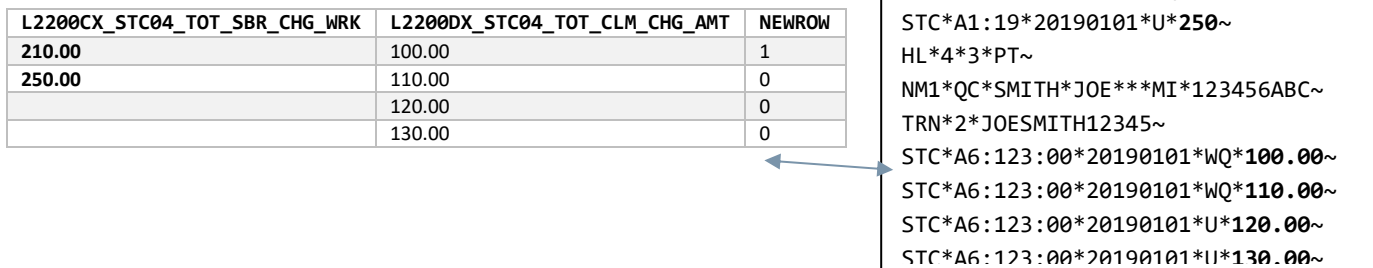 L2200CX_STC04_TOT_SBR_CHG_WRK L2200DX_STC04_TOT_CLM_CHG_AMT NEWROW
210.00 100.00 1
250.00 110.00 0
120.00 0
130.00 0
STC*A1:19*20190101*U*250~
HL*4*3*PT~
NM1*QC*SMITH*JOE***MI*123456ABC~
TRN*2*JOESMITH12345~
STC*A6:123:00*20190101*WQ*100.00~
STC*A6:123:00*20190101*WQ*110.00~
STC*A6:123:00*20190101*U*120.00~
STC*A6:123:00*20190101*U*130.00~